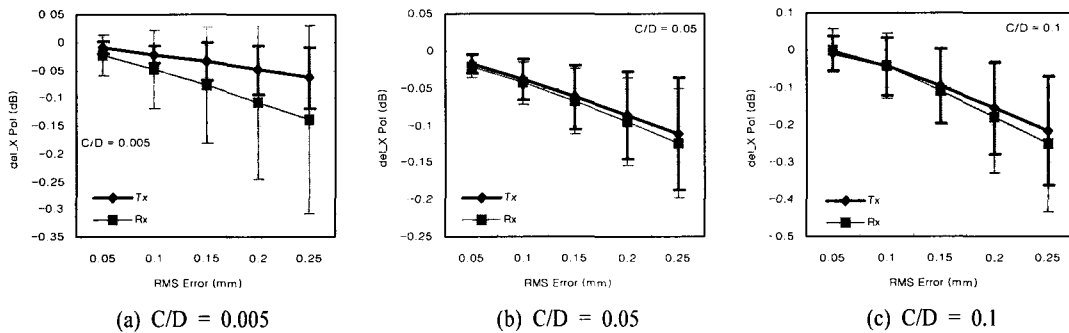 0.05
0
-0.05
-0.1
-0.15
-0.2
-0.25
-0.3
-0.35
del_X Pol (dB)
C/D = 0.005
Tx
Rx
0.05 0.1 0.15 0.2 0.25
RMS Error (mm)
(a) C/D = 0.005
0.05
0
-0.05
-0.1
-0.15
-0.2
-0.25
del_X Pol (dB)
C/D = 0.05
Tx
Rx
0.05 0.1 0.15 0.2 0.25
RMS Error (mm)
(b) C/D = 0.05
0.1
0
-0.1
-0.2
-0.3
-0.4
-0.5
del_X Pol (dB)
C/D = 0.1
Tx
Rx
0.05 0.1 0.15 0.2 0.25
RMS Error (mm)
(c) C/D = 0.1